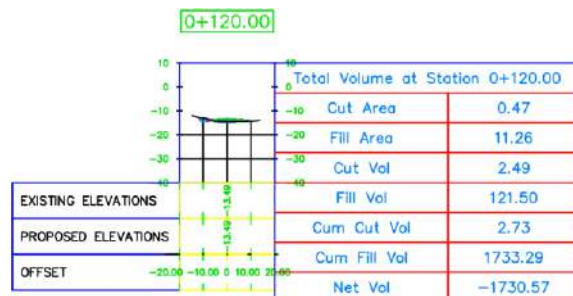 0+120.00
10 10
0 0
-10 -10
-20 -20
-30 -30
-40 40
Total Volume at Station 0+120.00
Cut Area 0.47
Fill Area 11.26
Cut Vol 2.49
Fill Vol 121.50
Cum Cut Vol 2.73
Cum Fill Vol 1733.29
Net Vol -1730.57
EXISTING ELEVATIONS -13.49
PROPOSED ELEVATIONS -13.49
OFFSET -20.00 -10.00 0 10.00 20.00